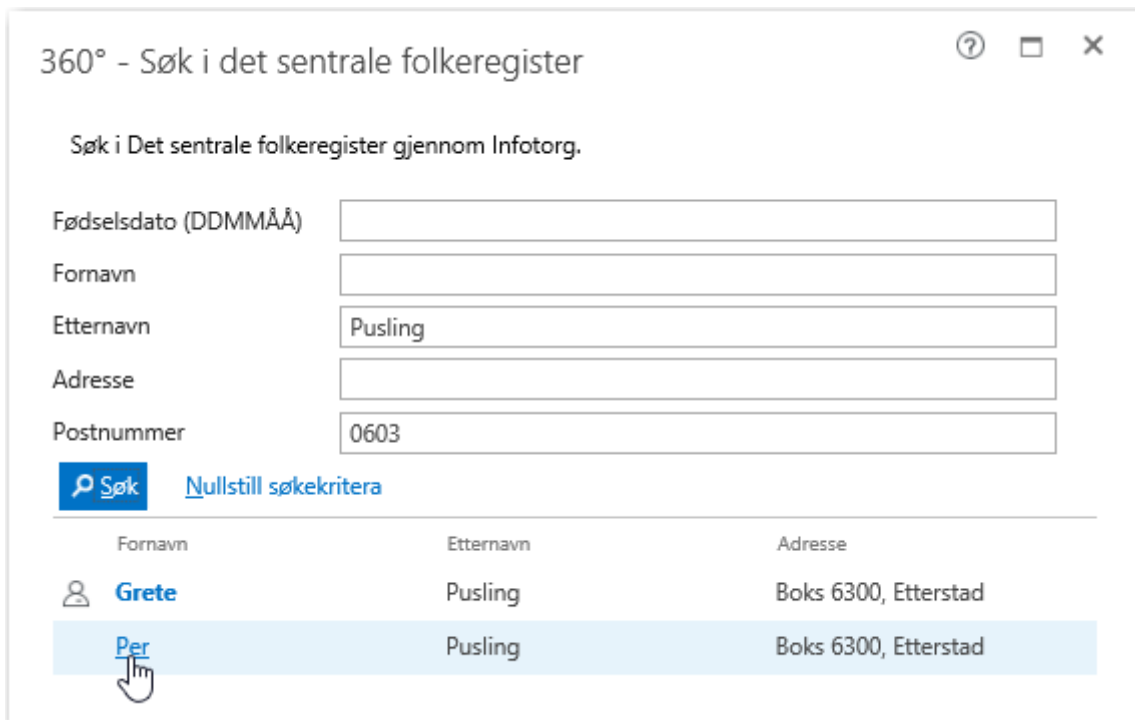 360° - Søk i det sentrale folkeregister
Søk i Det sentrale folkeregister gjennom Infotorg.
Fødselsdato (DDMMÅÅ)
Fornavn
Etternavn Pusling
Adresse
Postnummer 0603
Søk Nullstill søkekritera
Fornavn Etternavn Adresse
Grete Pusling Boks 6300, Etterstad
Per Pusling Boks 6300, Etterstad